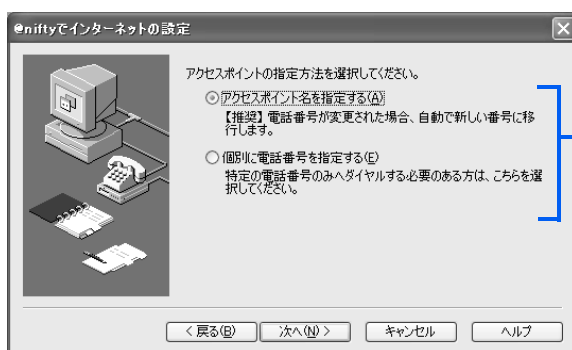 @niftyでインターネットの設定
アクセスポイントの指定方法を選択してください。
アクセスポイント名を指定する(A)
【推奨】電話番号が変更された場合、自動で新しい番号に移
行します。
個別に電話番号を指定する(E)
特定の電話番号のみへダイヤルする必要のある方は、こちらを選
択してください。
< 戻る(B) 次へ(N) > キャンセル ヘルプ